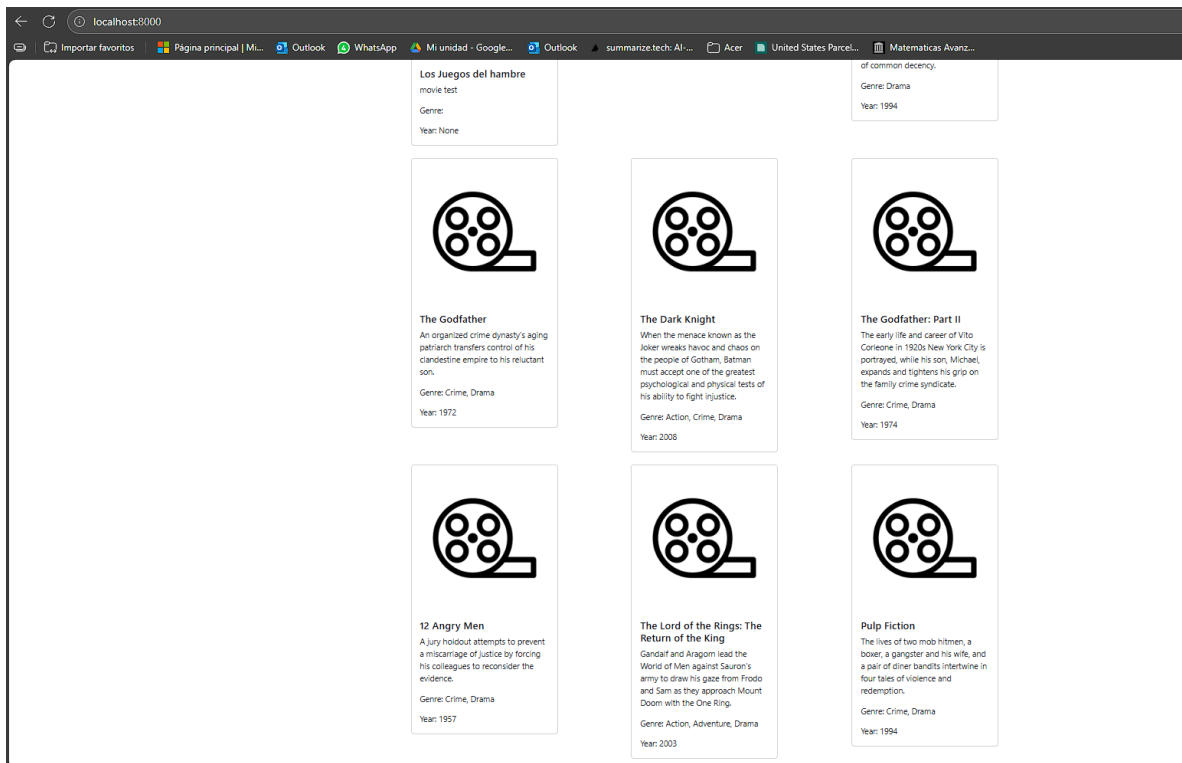 localhost:8000
Importar favoritos
Página principal | Mi...
Outlook
WhatsApp
Mi unidad - Google...
Outlook
summarize.tech: AI-...
Acer
United States Parcel...
Matematicas Avanz...
Los Juegos del hambre
movie test
Genre:
Year: None
of common decency.
Genre: Drama
Year: 1994
The Godfather
An organized crime dynasty's aging
patriarch transfers control of his
clandestine empire to his reluctant
son.
Genre: Crime, Drama
Year: 1972
The Dark Knight
When the menace known as the
Joker wreaks havoc and chaos on
the people of Gotham, Batman
must accept one of the greatest
psychological and physical tests of
his ability to fight injustice.
Genre: Action, Crime, Drama
Year: 2008
The Godfather: Part II
The early life and career of Vito
Corleone in 1920s New York City is
portrayed, while his son, Michael,
expands and tightens his grip on
the family crime syndicate.
Genre: Crime, Drama
Year: 1974
12 Angry Men
A jury holdout attempts to prevent
a miscarriage of justice by forcing
his colleagues to reconsider the
evidence.
Genre: Crime, Drama
Year: 1957
The Lord of the Rings: The
Return of the King
Gandalf and Aragorn lead the
World of Men against Sauron's
army to draw his gaze from Frodo
and Sam as they approach Mount
Doom with the One Ring.
Genre: Action, Adventure, Drama
Year: 2003
Pulp Fiction
The lives of two mob hitmen, a
boxer, a gangster and his wife, and
a pair of diner bandits intertwine in
four tales of violence and
redemption.
Genre: Crime, Drama
Year: 1994